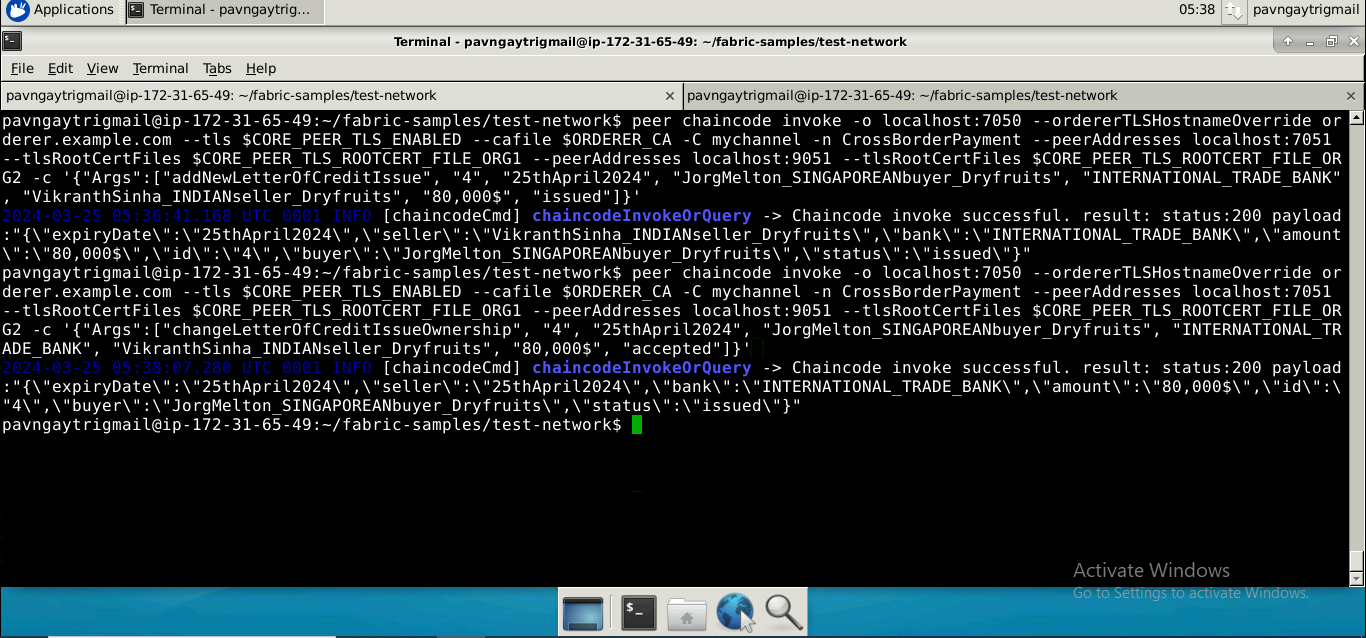 Applications
Terminal - pavngaytrig...
05:38
pavngaytrigmail
Terminal - pavngaytrigmail@ip-172-31-65-49: ~/fabric-samples/test-network
File Edit View Terminal Tabs Help
pavngaytrigmail@ip-172-31-65-49: ~/fabric-samples/test-network
pavngaytrigmail@ip-172-31-65-49: ~/fabric-samples/test-network
pavngaytrigmail@ip-172-31-65-49:~/fabric-samples/test-network$ peer chaincode invoke -o localhost:7050 --ordererTLSHostnameOverride or
derer.example.com --tls $CORE_PEER_TLS_ENABLED --cafile $ORDERER_CA -C mychannel -n CrossBorderPayment --peerAddresses localhost:7051
--tlsRootCertFiles $CORE_PEER_TLS_ROOTCERT_FILE_ORG1 --peerAddresses localhost:9051 --tlsRootCertFiles $CORE_PEER_TLS_ROOTCERT_FILE_OR
G2 -c '{"Args":["addNewLetterOfCreditIssue", "4", "25thApril2024", "JorgMelton_SINGAPOREANbuyer_Dryfruits", "INTERNATIONAL_TRADE_BANK"
, "VikranthSinha_INDIANseller_Dryfruits", "80,000$", "issued"]}'
2024-03-25 05:36:41.168 UTC 0001 INFO [chaincodeCmd] chaincodeInvokeOrQuery -> Chaincode invoke successful. result: status:200 payload
:"{\"expiryDate\":\"25thApril2024\",\"seller\":\"VikranthSinha_INDIANseller_Dryfruits\",\"bank\":\"INTERNATIONAL_TRADE_BANK\",\"amount
\":\"80,000$\",\"id\":\"4\",\"buyer\":\"JorgMelton_SINGAPOREANbuyer_Dryfruits\",\"status\":\"issued\"}"
pavngaytrigmail@ip-172-31-65-49:~/fabric-samples/test-network$ peer chaincode invoke -o localhost:7050 --ordererTLSHostnameOverride or
derer.example.com --tls $CORE_PEER_TLS_ENABLED --cafile $ORDERER_CA -C mychannel -n CrossBorderPayment --peerAddresses localhost:7051
--tlsRootCertFiles $CORE_PEER_TLS_ROOTCERT_FILE_ORG1 --peerAddresses localhost:9051 --tlsRootCertFiles $CORE_PEER_TLS_ROOTCERT_FILE_OR
G2 -c '{"Args":["changeLetterOfCreditIssueOwnership", "4", "25thApril2024", "JorgMelton_SINGAPOREANbuyer_Dryfruits", "INTERNATIONAL_TR
ADE_BANK", "VikranthSinha_INDIANseller_Dryfruits", "80,000$", "accepted"]}'
2024-03-25 05:38:07.280 UTC 0001 INFO [chaincodeCmd] chaincodeInvokeOrQuery -> Chaincode invoke successful. result: status:200 payload
:"{\"expiryDate\":\"25thApril2024\",\"seller\":\"25thApril2024\",\"bank\":\"INTERNATIONAL_TRADE_BANK\",\"amount\":\"80,000$\",\"id\":\
"4\",\"buyer\":\"JorgMelton_SINGAPOREANbuyer_Dryfruits\",\"status\":\"issued\"}"
pavngaytrigmail@ip-172-31-65-49:~/fabric-samples/test-network$
Activate Windows
Go to Settings to activate Windows.